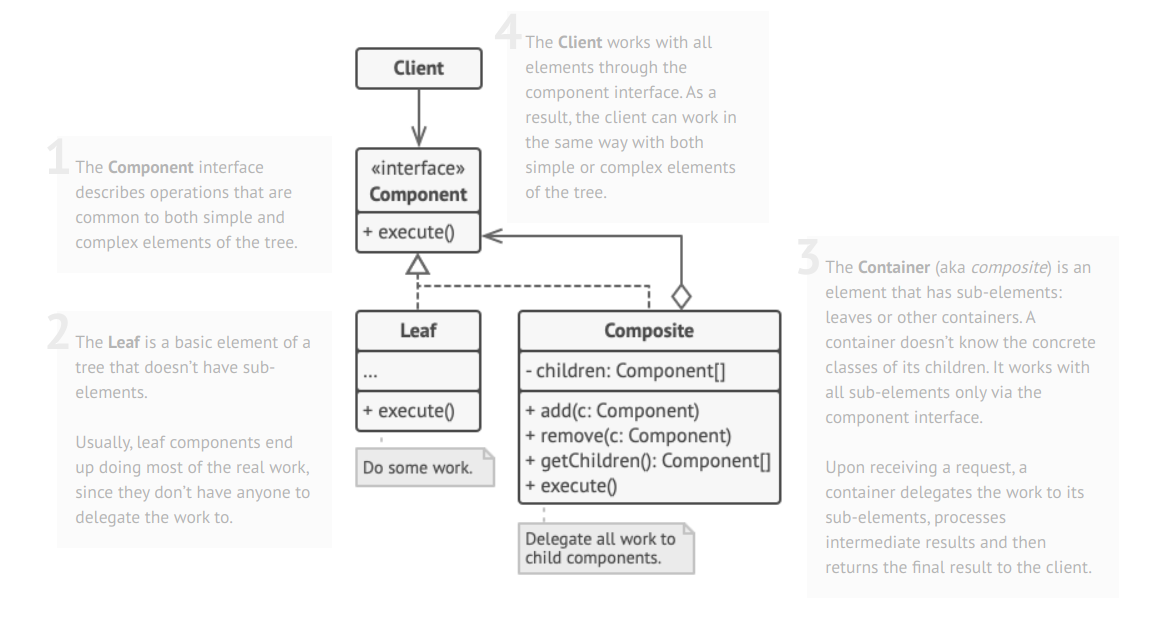 Client
«interface»
Component
+ execute()
Leaf
...
+ execute()
Do some work.
Composite
- children: Component[]
+ add(c: Component)
+ remove(c: Component)
+ getChildren(): Component[]
+ execute()
Delegate all work to
child components.
1
The Component interface
describes operations that are
common to both simple and
complex elements of the tree.
2
The Leaf is a basic element of a
tree that doesn’t have sub-
elements.
Usually, leaf components end
up doing most of the real work,
since they don’t have anyone to
delegate the work to.
3
The Container (aka composite) is an
element that has sub-elements:
leaves or other containers. A
container doesn’t know the concrete
classes of its children. It works with
all sub-elements only via the
component interface.
Upon receiving a request, a
container delegates the work to its
sub-elements, processes
intermediate results and then
returns the final result to the client.
4
The Client works with all
elements through the
component interface. As a
result, the client can work in
the same way with both
simple or complex elements
of the tree.